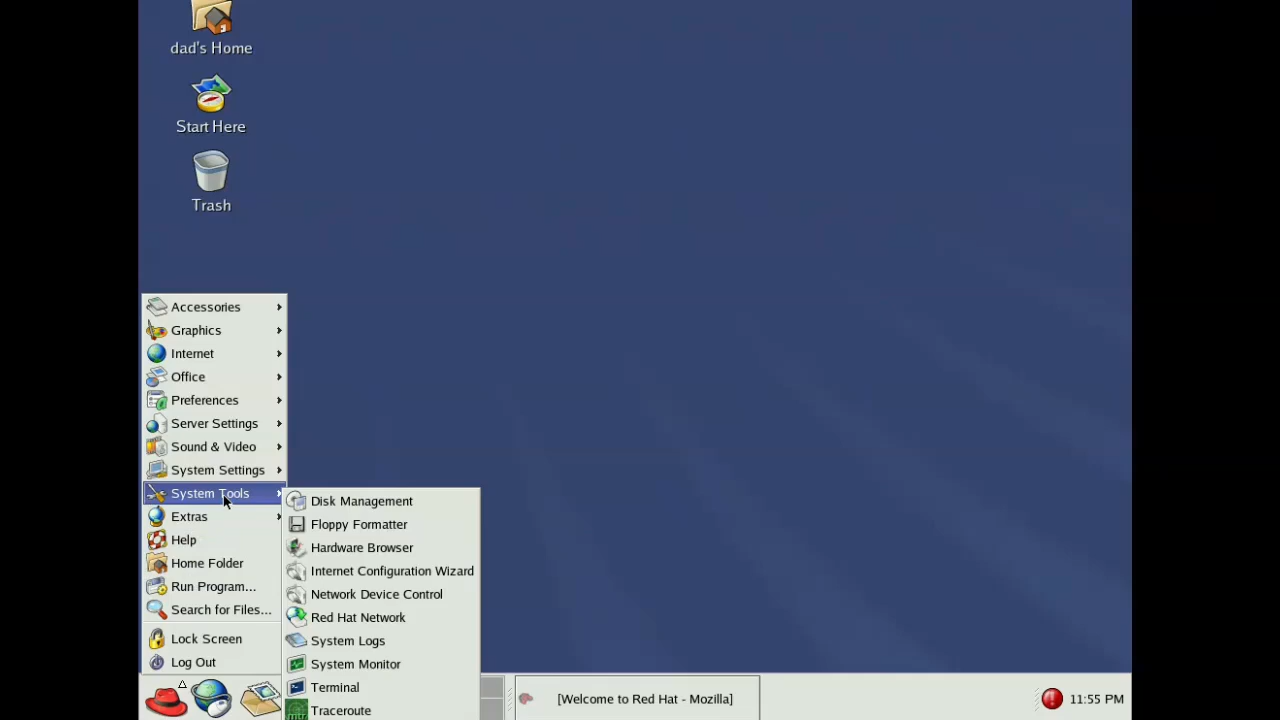 dad's Home
Start Here
Trash
Accessories
Graphics
Internet
Office
Preferences
Server Settings
Sound & Video
System Settings
System Tools
Extras
Help
Home Folder
Run Program...
Search for Files...
Lock Screen
Log Out
Disk Management
Floppy Formatter
Hardware Browser
Internet Configuration Wizard
Network Device Control
Red Hat Network
System Logs
System Monitor
Terminal
Traceroute
[Welcome to Red Hat - Mozilla]
11:55 PM